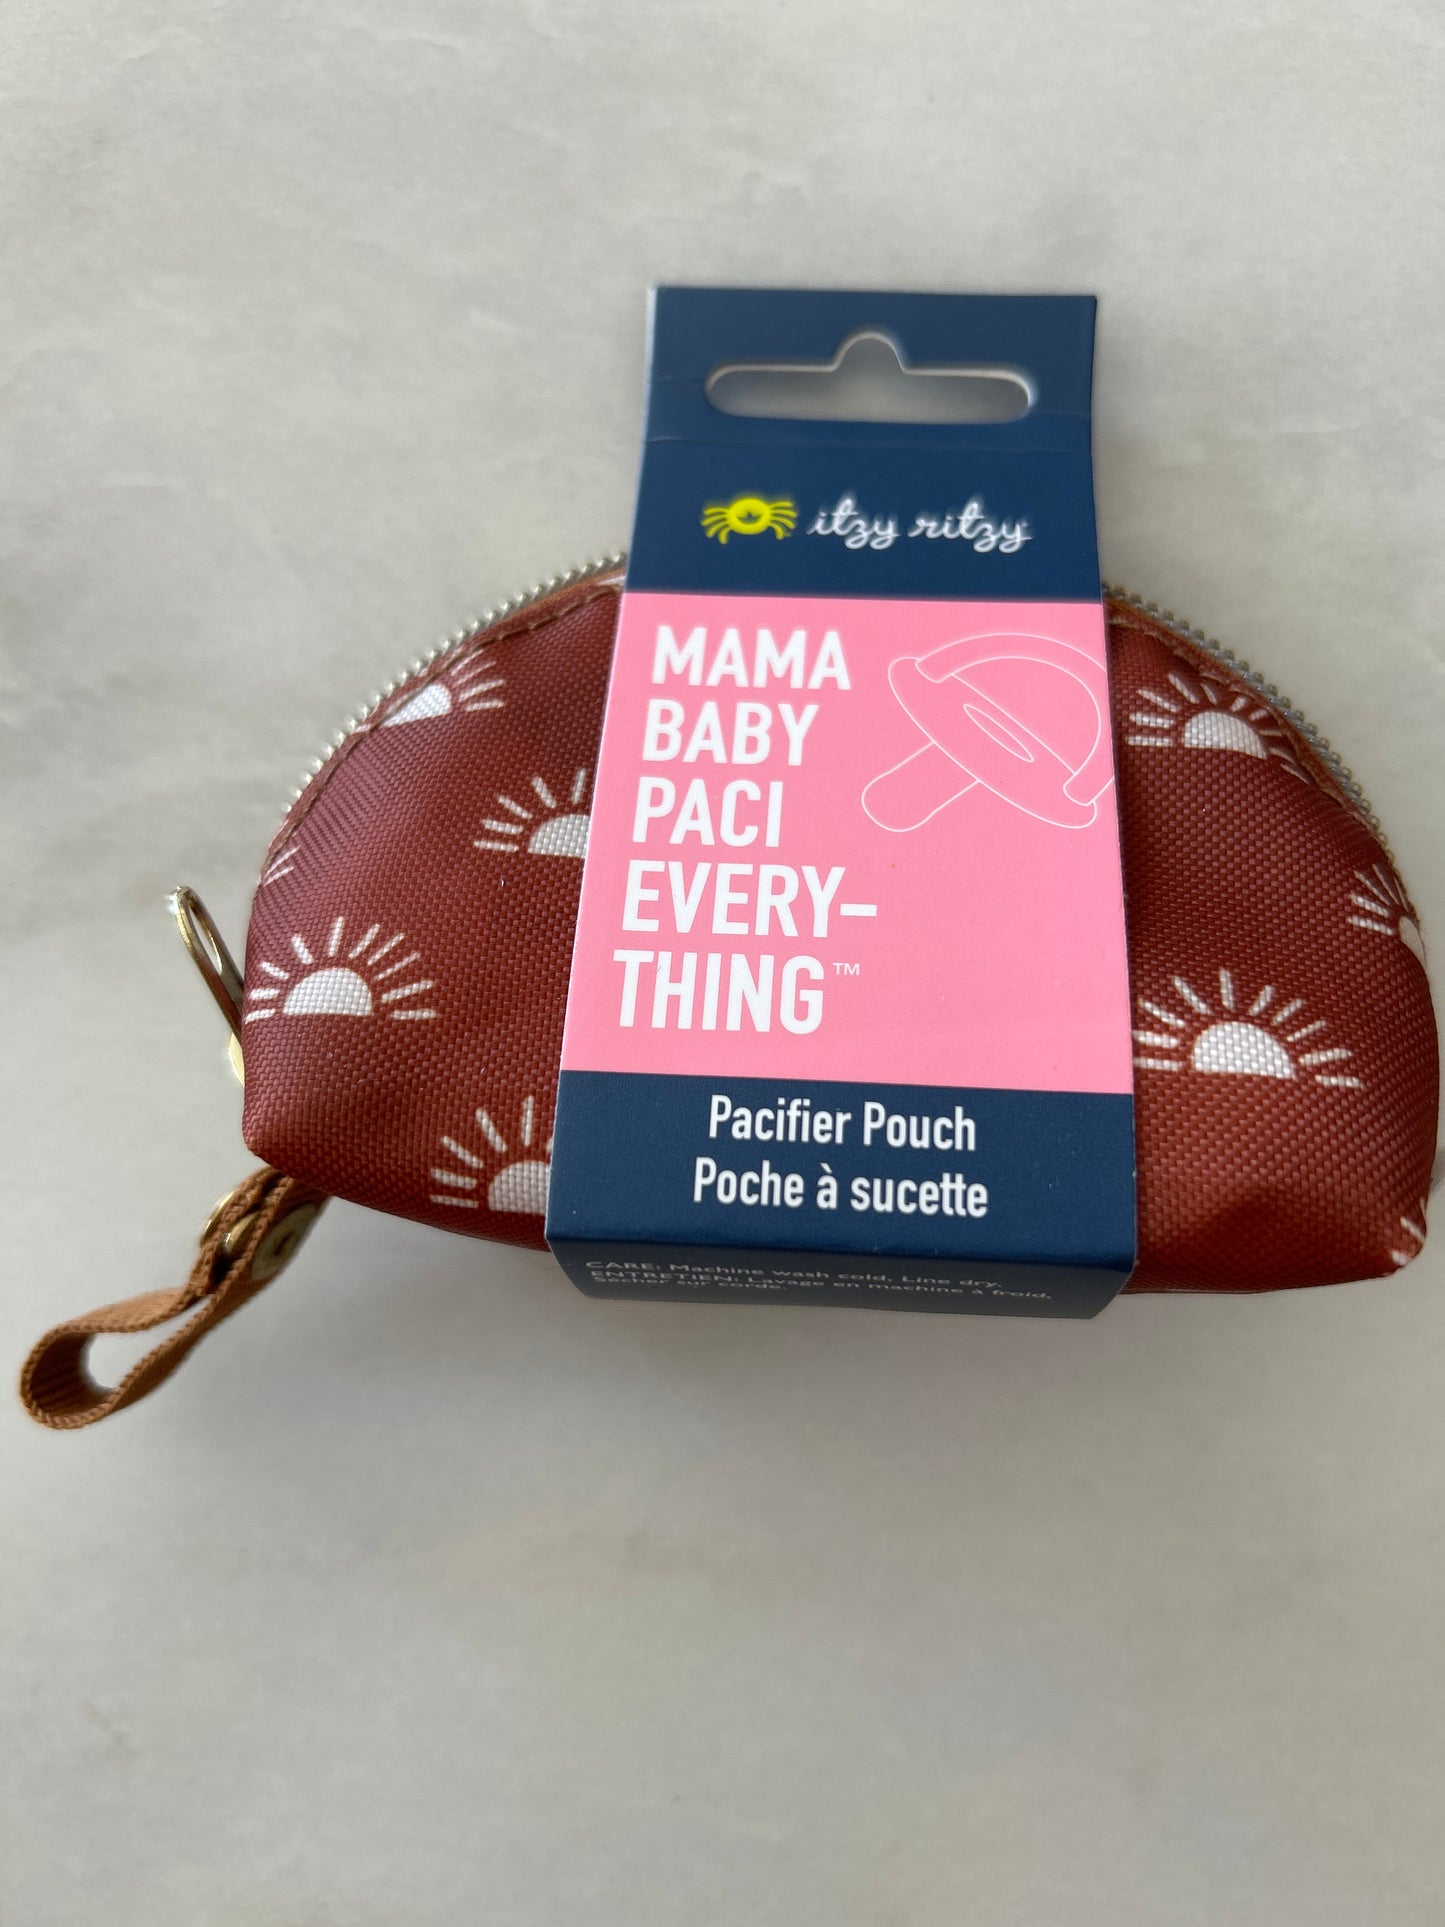 itzy ritzy
MAMA
BABY
PACI
EVERY-
THING™
Pacifier Pouch
Poche à sucette
CARE: Machine wash cold. Line dry.
ENTRETIEN: Lavage en machine à froid.
Sécher sur corde.